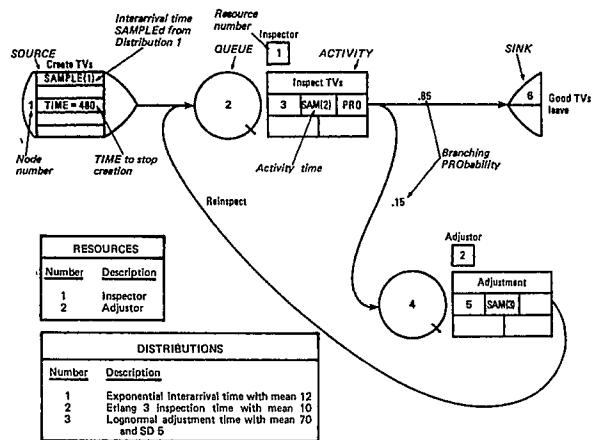 Interarrival time
SAMPLEd from
Distribution 1
Resource
number
Inspector
1
SOURCE
Create TVs
SAMPLE(1)
1
TIME = 480
Node
number
TIME to stop
creation
QUEUE
2
ACTIVITY
Inspect TVs
3 SAM(2) PRO
Activity time
.85
SINK
6
Good TVs
leave
Branching
PRObability
.15
Reinspect
Adjustor
2
4
Adjustment
5 SAM(3)
RESOURCES
Number Description
1 Inspector
2 Adjustor
DISTRIBUTIONS
Number Description
1 Exponential interarrival time with mean 12
2 Erlang 3 inspection time with mean 10
3 Lognormal adjustment time with mean 70
and SD 5